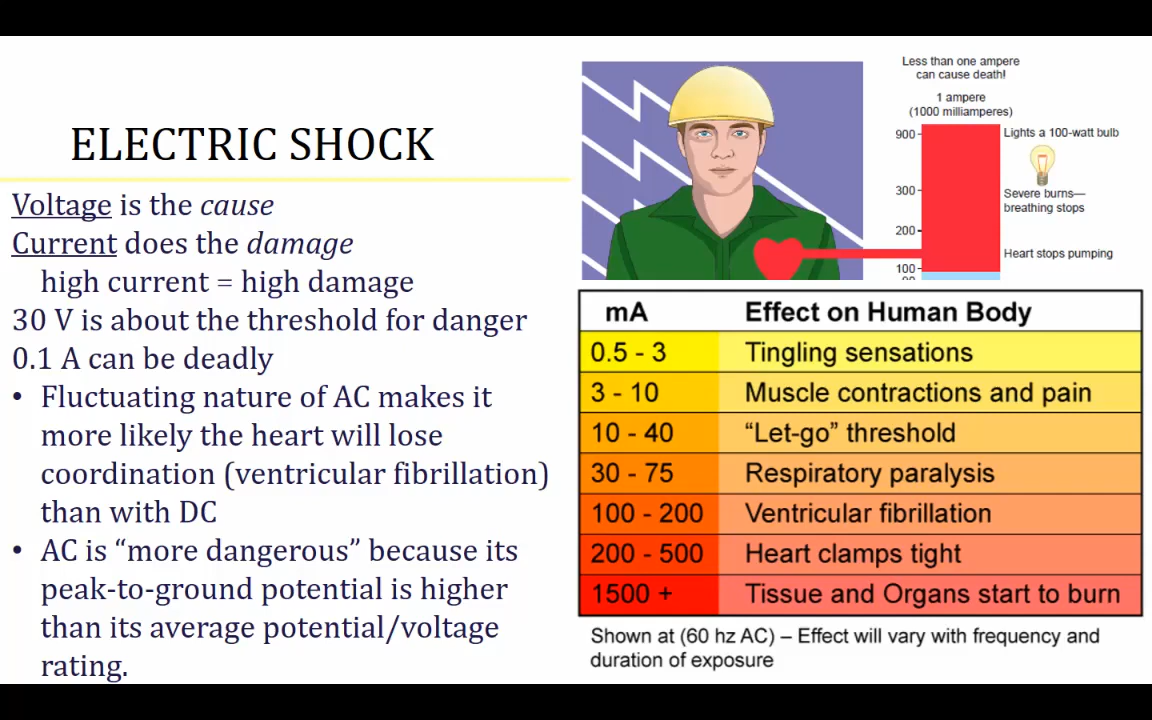 ELECTRIC SHOCK
Voltage is the cause
Current does the damage
high current = high damage
30 V is about the threshold for danger
0.1 A can be deadly
• Fluctuating nature of AC makes it
more likely the heart will lose
coordination (ventricular fibrillation)
than with DC
• AC is “more dangerous” because its
peak-to-ground potential is higher
than its average potential/voltage
rating.
Less than one ampere
can cause death!
1 ampere
(1000 milliamperes)
900
Lights a 100-watt bulb
300
Severe burns—
breathing stops
200
Heart stops pumping
100
mA Effect on Human Body
0.5 - 3 Tingling sensations
3 - 10 Muscle contractions and pain
10 - 40 “Let-go” threshold
30 - 75 Respiratory paralysis
100 - 200 Ventricular fibrillation
200 - 500 Heart clamps tight
1500 + Tissue and Organs start to burn
Shown at (60 hz AC) – Effect will vary with frequency and
duration of exposure